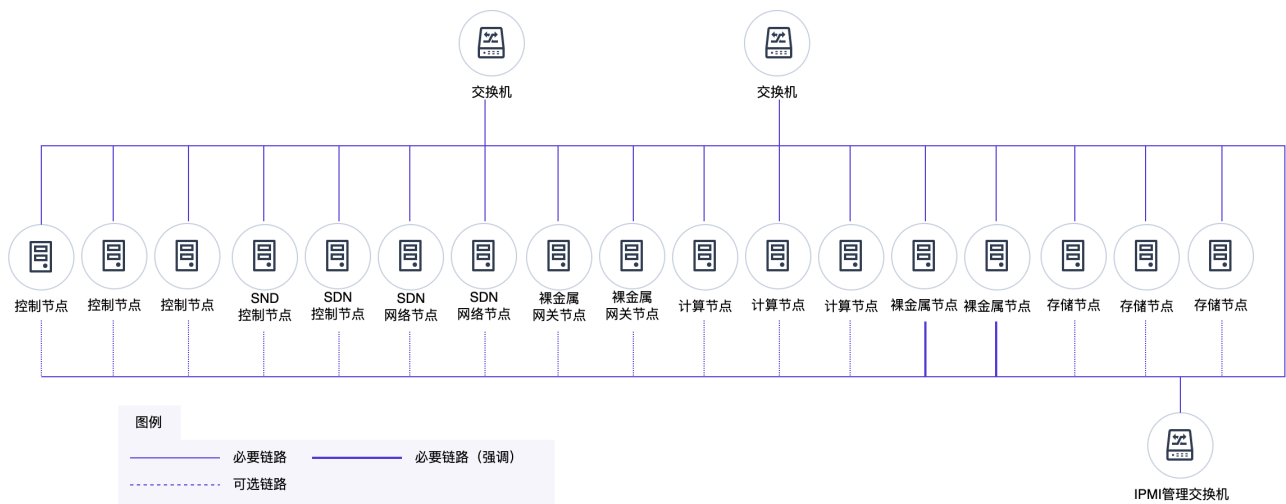 交换机
交换机
控制节点
控制节点
控制节点
SND
控制节点
SDN
控制节点
SDN
网络节点
SDN
网络节点
裸金属
网关节点
裸金属
网关节点
计算节点
计算节点
计算节点
裸金属节点
裸金属节点
存储节点
存储节点
存储节点
图例
必要链路
必要链路（强调）
可选链路
IPMI管理交换机